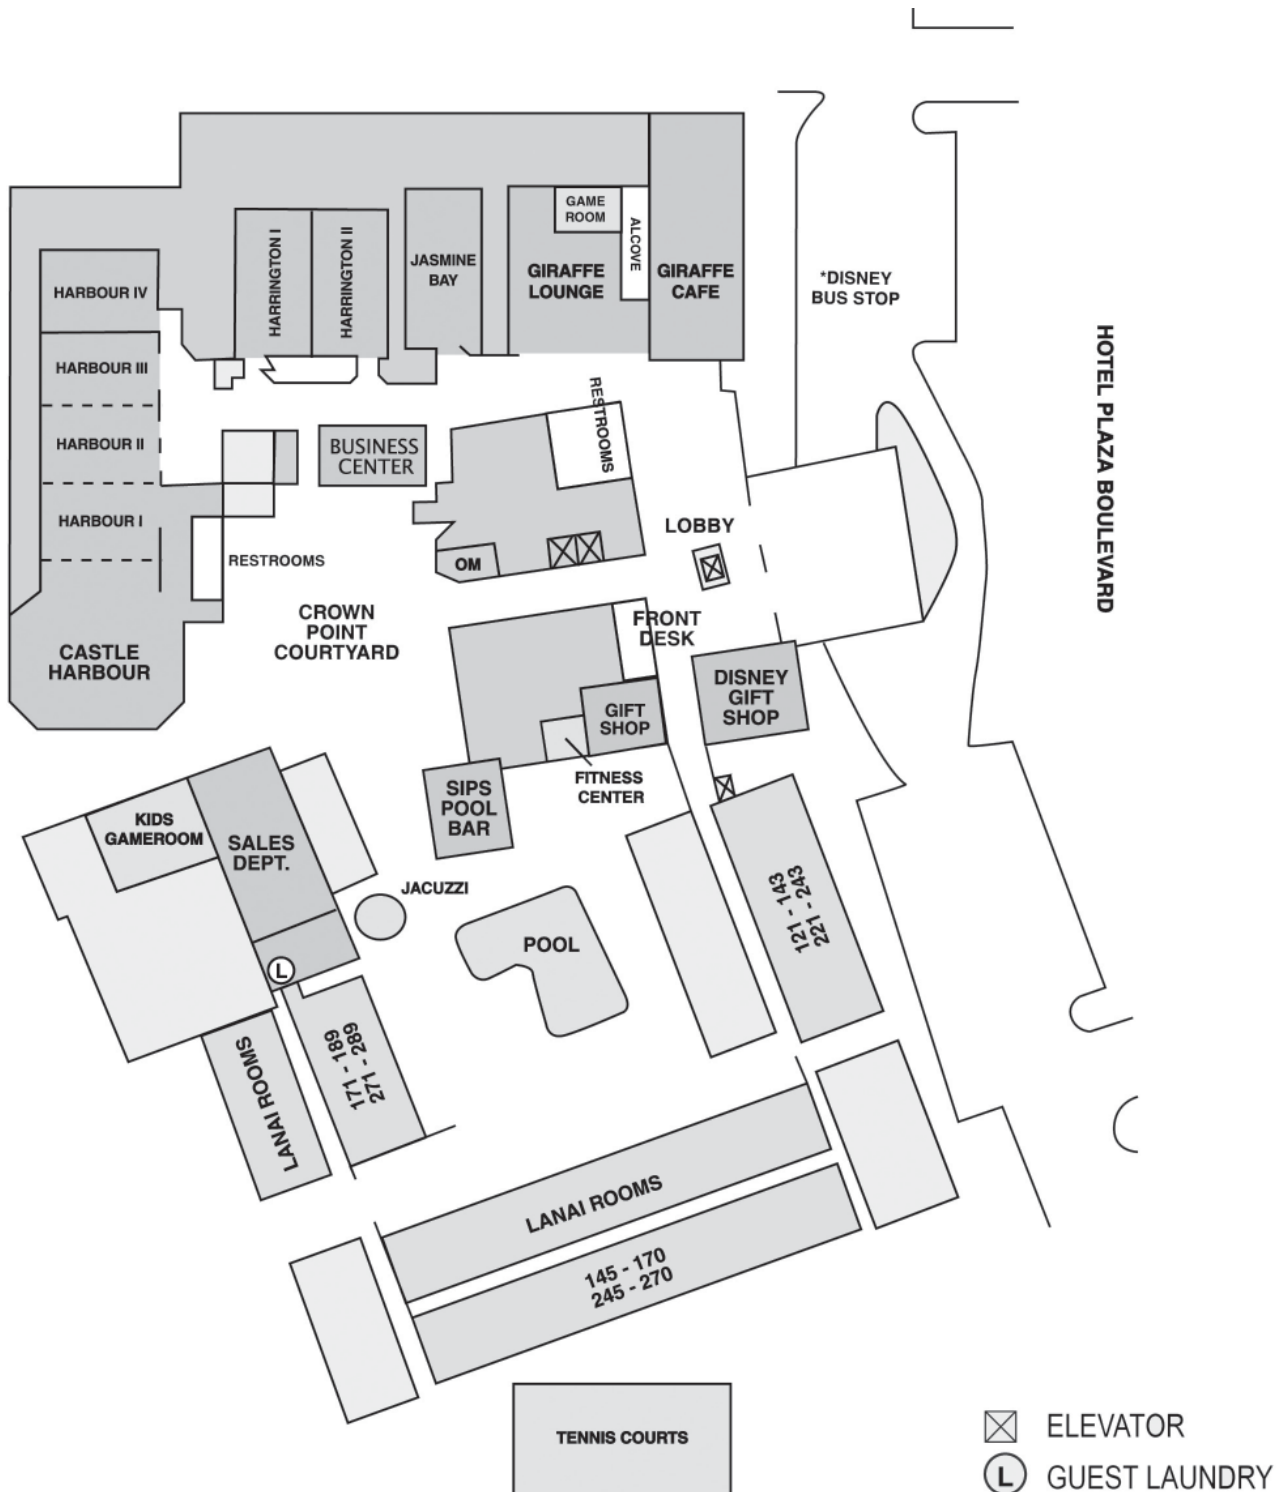 GAME
ROOM
ALCOVE
HARRINGTON I
HARRINGTON II
JASMINE
BAY
GIRAFFE
LOUNGE
GIRAFFE
CAFE
*DISNEY
BUS STOP
HARBOUR IV
HARBOUR III
HARBOUR II
HARBOUR I
HOTEL PLAZA BOULEVARD
RESTROOMS
BUSINESS
CENTER
LOBBY
OM
RESTROOMS
CROWN
POINT
COURTYARD
FRONT
DESK
CASTLE
HARBOUR
DISNEY
GIFT
SHOP
GIFT
SHOP
FITNESS
CENTER
SIPS
POOL
BAR
KIDS
GAMEROOM
SALES
DEPT.
JACUZZI
121 - 143
221 - 243
POOL
L
171 - 189
271 - 289
LANAI ROOMS
LANAI ROOMS
145 - 170
245 - 270
TENNIS COURTS
ELEVATOR
L GUEST LAUNDRY